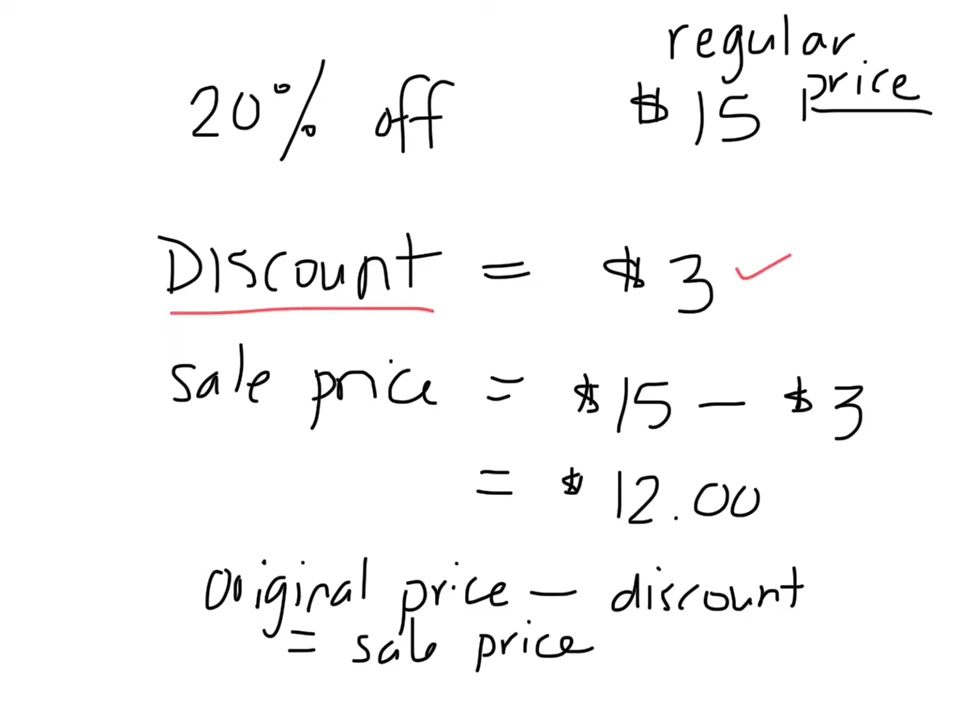 20% off
regular
$15 price
Discount = $3 ✓
sale price = $15 – $3
= $12.00
Original price – discount
= sale price